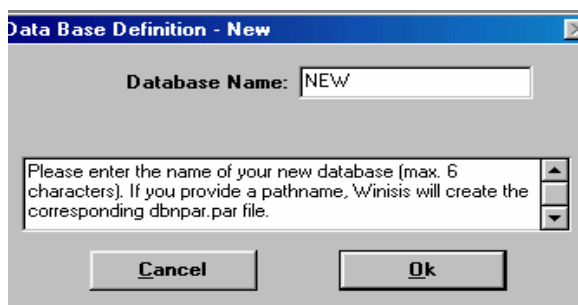 Data Base Definition - New
Database Name: NEW
Please enter the name of your new database (max. 6
characters). If you provide a pathname, Winisis will create the
corresponding dbnpar.par file.
Cancel Ok